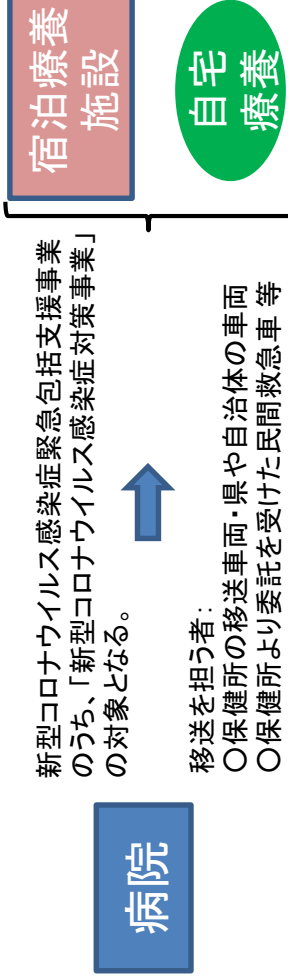 病院
新型コロナウイルス感染症緊急包括支援事業
のうち、「新型コロナウイルス感染症対策事業」
の対象となる。
移送を担う者：
○保健所の移送車両・県や自治体の車両
○保健所より委託を受けた民間救急車 等
宿泊療養
施設
自宅
療養